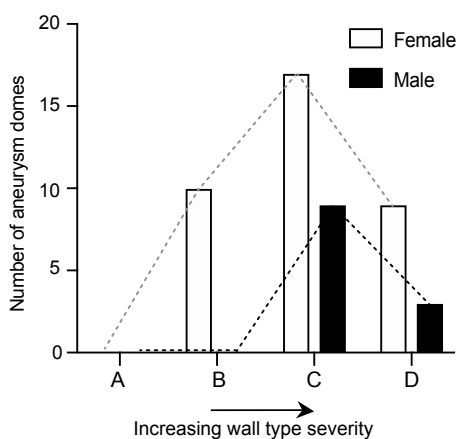 Female
Male
Number of aneurysm domes
20
15
10
5
0
A B C D
Increasing wall type severity